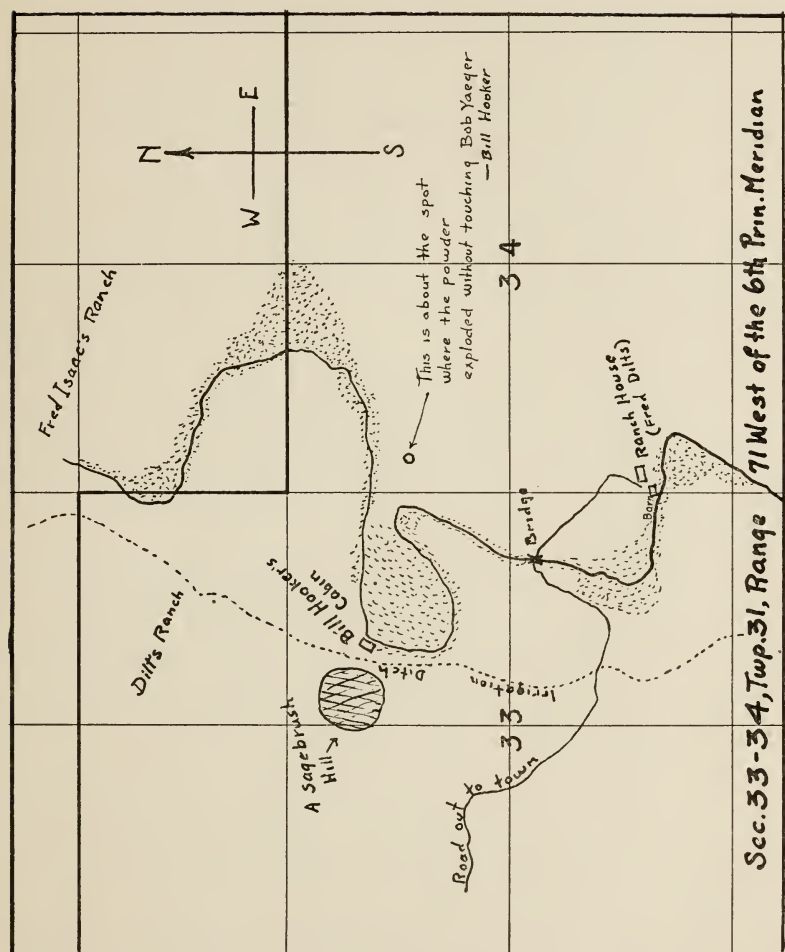 Fred Isaac's Ranch
N
W E
S
This is about the spot
where the powder
exploded without touching Bob Yaeger
— Bill Hooker
Dilts Ranch
Bill Hooker's
Cabin
A Sagebrush
Hill
Irrigation Ditch
33
34
Bridge
Ranch House
(Fred Dilts)
Barn
Road out to town
Sec. 33-34, Twp. 31, Range 71 West of the 6th Prin. Meridian